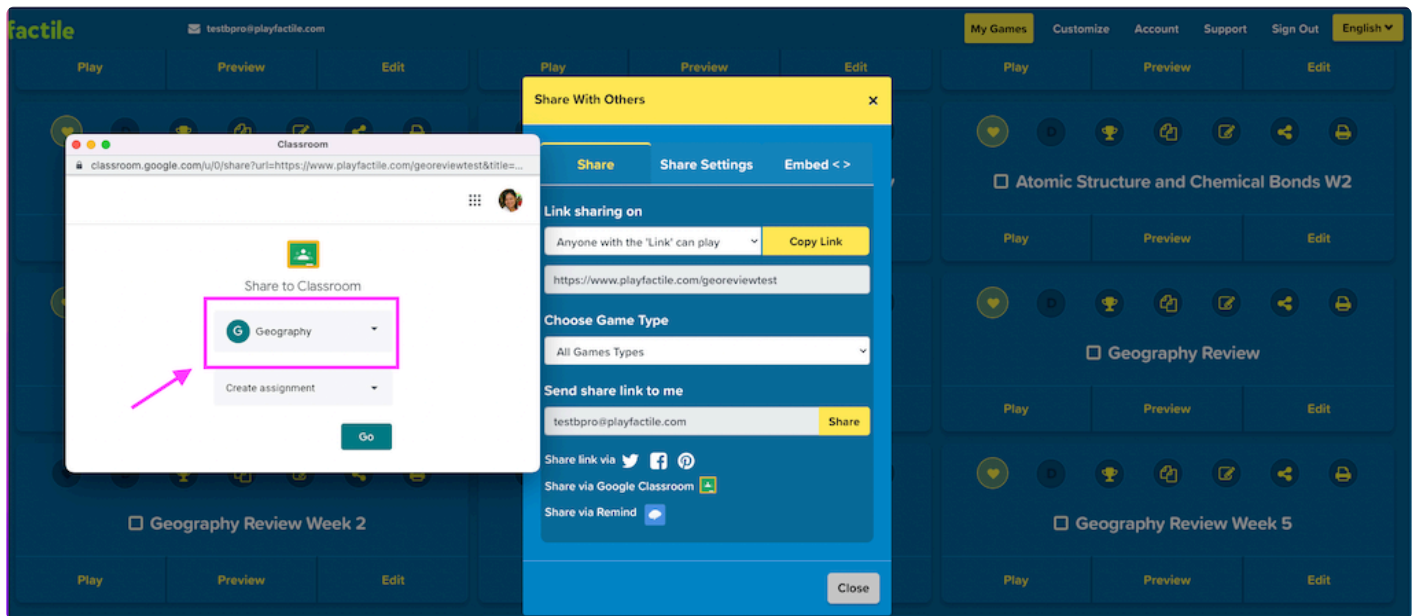 factile
testbpro@playfactile.com
My Games
Customize
Account
Support
Sign Out
English
Play
Preview
Edit
Play
Preview
Edit
Play
Preview
Edit
Share With Others
×
Classroom
classroom.google.com/u/0/share?url=https://www.playfactile.com/georeviewtest&title=...
Share to Classroom
G Geography
Create assignment
Go
Share
Share Settings
Embed < >
Link sharing on
Anyone with the 'Link' can play
Copy Link
https://www.playfactile.com/georeviewtest
Choose Game Type
All Games Types
Send share link to me
testbpro@playfactile.com
Share
Share link via
Share via Google Classroom
Share via Remind
Close
D
Atomic Structure and Chemical Bonds W2
Play
Preview
Edit
D
Geography Review
Play
Preview
Edit
Geography Review Week 2
Play
Preview
Edit
D
Geography Review Week 5
Play
Preview
Edit